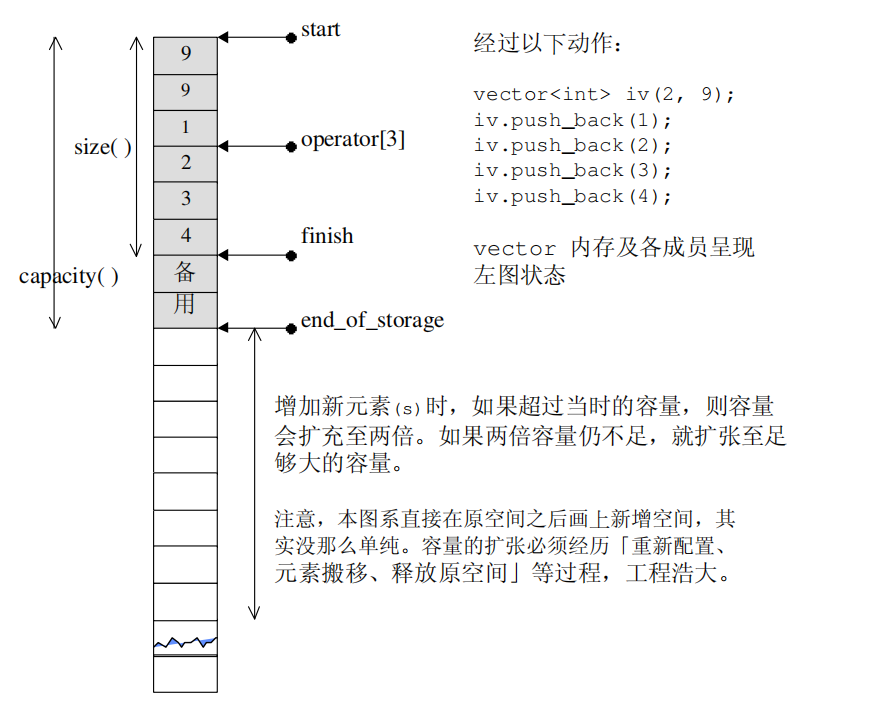 start
经过以下动作：
9
9
vector<int> iv(2, 9);
1
iv.push_back(1);
operator[3]
size( )
iv.push_back(2);
2
iv.push_back(3);
3
iv.push_back(4);
4
finish
vector 内存及各成员呈现
左图状态
备
capacity( )
用
end_of_storage
增加新元素(s)时，如果超过当时的容量，则容量
会扩充至两倍。如果两倍容量仍不足，就扩张至足
够大的容量。
注意，本图系直接在原空间之后画上新增空间，其
实没那么单纯。容量的扩张必须经历「重新配置、
元素搬移、释放原空间」等过程，工程浩大。